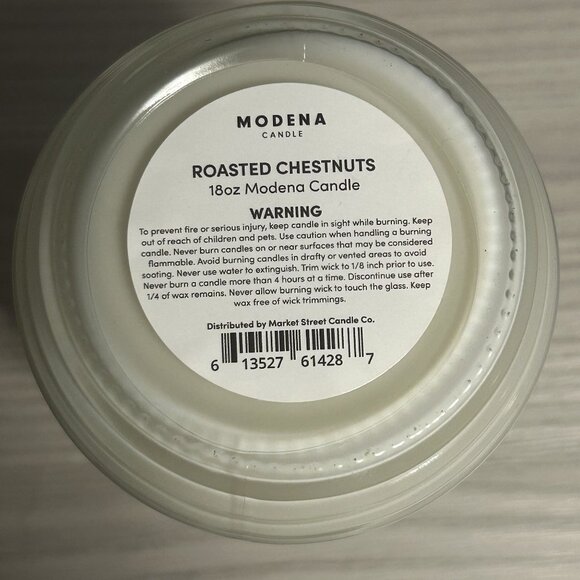 MODENA
CANDLE
ROASTED CHESTNUTS
18oz Modena Candle
WARNING
To prevent fire or serious injury, keep candle in sight while burning. Keep
out of reach of children and pets. Use caution when handling a burning
candle. Never burn candles on or near surfaces that may be considered
flammable. Avoid burning candles in drafty or vented areas to avoid
sooting. Never use water to extinguish. Trim wick to 1/8 inch prior to use.
Never burn a candle more than 4 hours at a time. Discontinue use after
1/4 of wax remains. Never allow burning wick to touch the glass. Keep
wax free of wick trimmings.
Distributed by Market Street Candle Co.
6 13527 61428 7